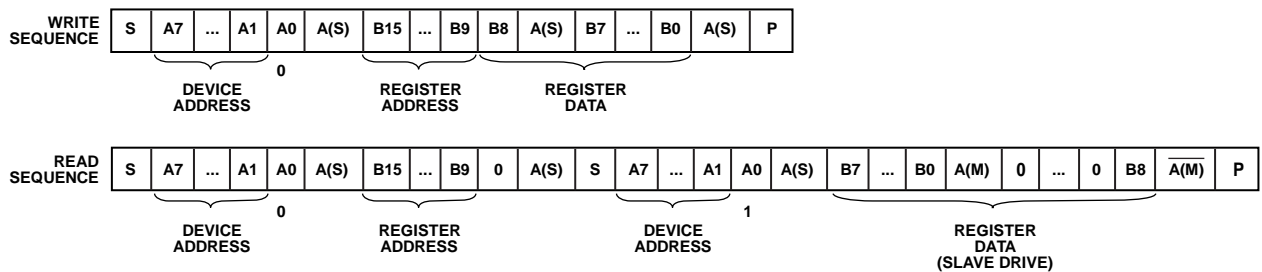 WRITE
SEQUENCE
S A7 ... A1 A0 A(S) B15 ... B9 B8 A(S) B7 ... B0 A(S) P
0
DEVICE
ADDRESS
REGISTER
ADDRESS
REGISTER
DATA
READ
SEQUENCE
S A7 ... A1 A0 A(S) B15 ... B9 0 A(S) S A7 ... A1 A0 A(S) B7 ... B0 A(M) 0 ... 0 B8 A(M) P
0 1
DEVICE
ADDRESS
REGISTER
ADDRESS
DEVICE
ADDRESS
REGISTER
DATA
(SLAVE DRIVE)